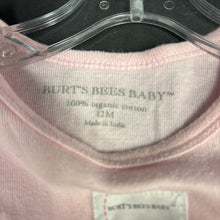 BURT'S BEES BABY™
100% organic cotton
12M
Made in India
BURT'S BEES BABY